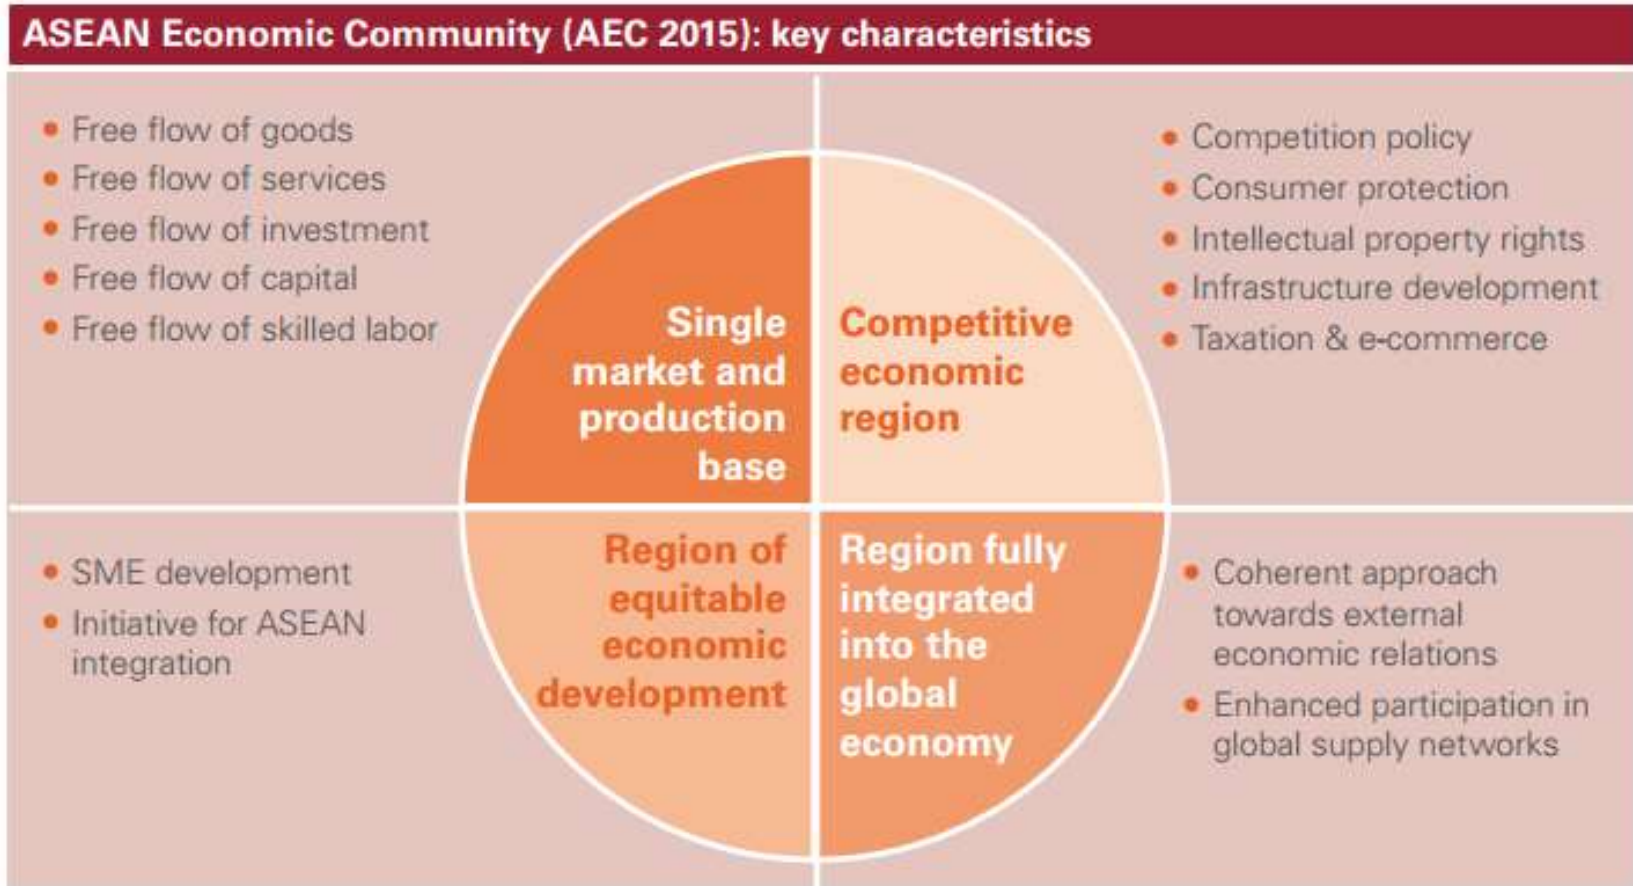 ASEAN Economic Community (AEC 2015): key characteristics
• Free flow of goods
• Free flow of services
• Free flow of investment
• Free flow of capital
• Free flow of skilled labor
Single
market and
production
base
Competitive
economic
region
• Competition policy
• Consumer protection
• Intellectual property rights
• Infrastructure development
• Taxation & e-commerce
• SME development
• Initiative for ASEAN
integration
Region of
equitable
economic
development
Region fully
integrated
into the
global
economy
• Coherent approach
towards external
economic relations
• Enhanced participation in
global supply networks